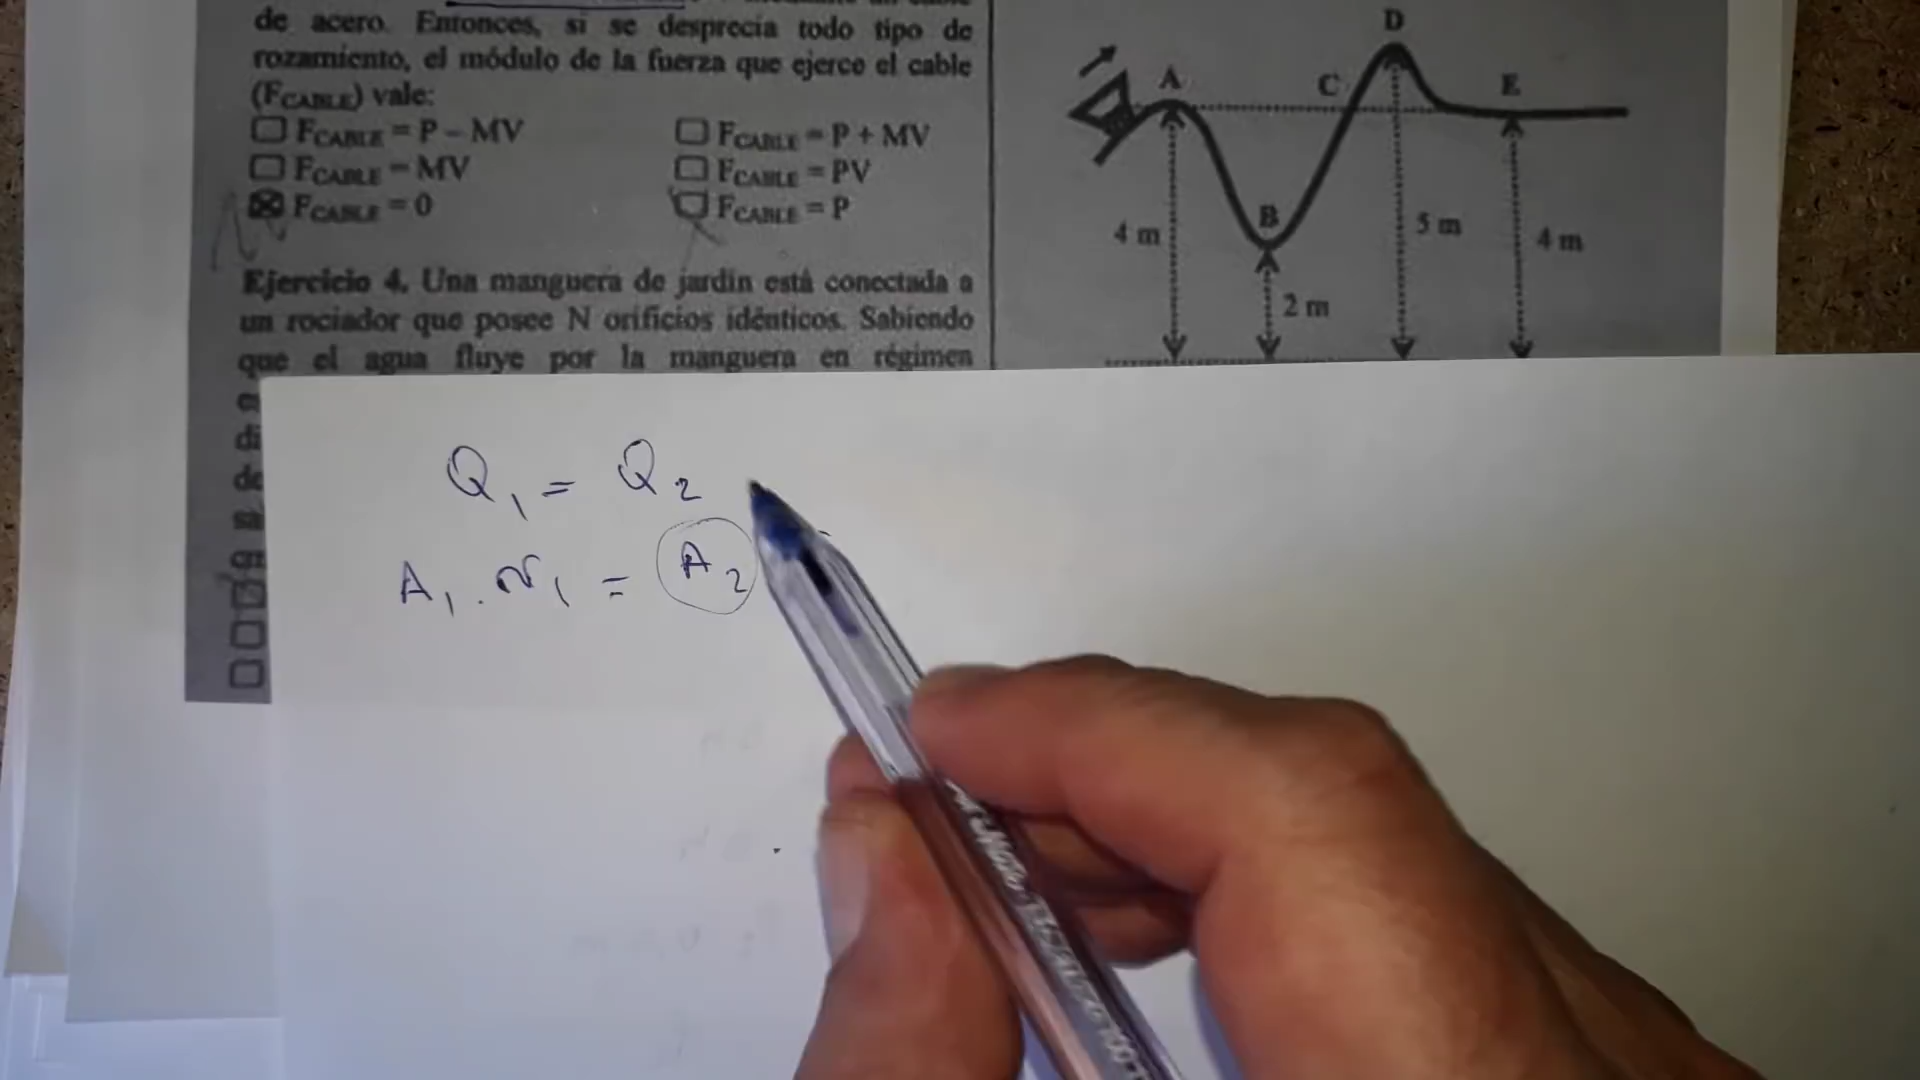 de acero. Entonces, si se desprecia todo tipo de
rozamiento, el módulo de la fuerza que ejerce el cable
(FCABLE) vale:
FCABLE = P – MV
FCABLE = P + MV
FCABLE = MV
FCABLE = PV
FCABLE = 0
FCABLE = P
Ejercicio 4. Una manguera de jardín está conectada a
un rociador que posee N orificios idénticos. Sabiendo
que el agua fluye por la manguera en régimen
e
di
de
D
A
C
E
B
4 m
5 m
4 m
2 m
Q1 = Q2
A1 . v1 = A2